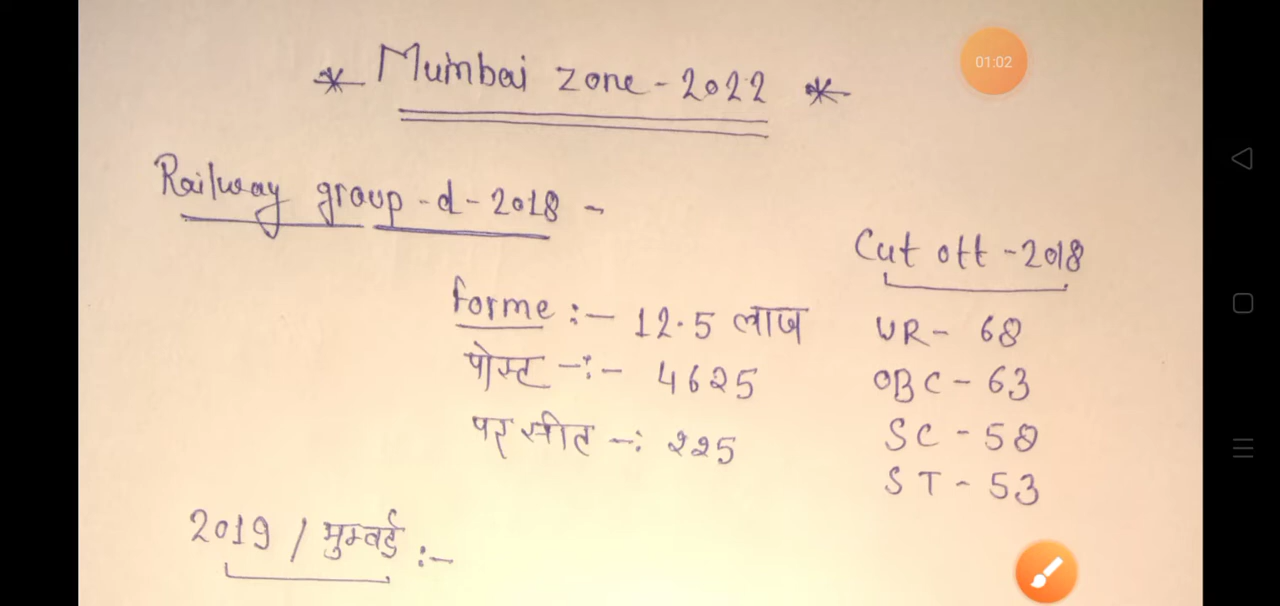 * Mumbai zone-2022 *
01:02
Railway group-d-2018 -
Cut off -2018
Forme :- 12.5 लाख
UR- 68
पोस्ट -:- 4625
OBC-63
पर सीट -: 225
SC-58
ST-53
2019 / मुम्बई :-